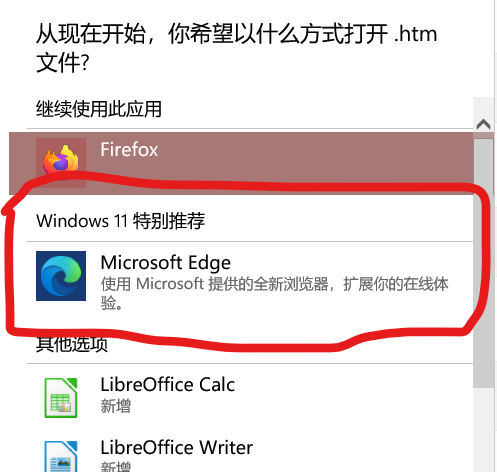 从现在开始，你希望以什么方式打开 .htm
文件?
继续使用此应用
Firefox
Windows 11 特别推荐
Microsoft Edge
使用 Microsoft 提供的全新浏览器，扩展你的在线体
验。
其他选项
LibreOffice Calc
新增
LibreOffice Writer
新增